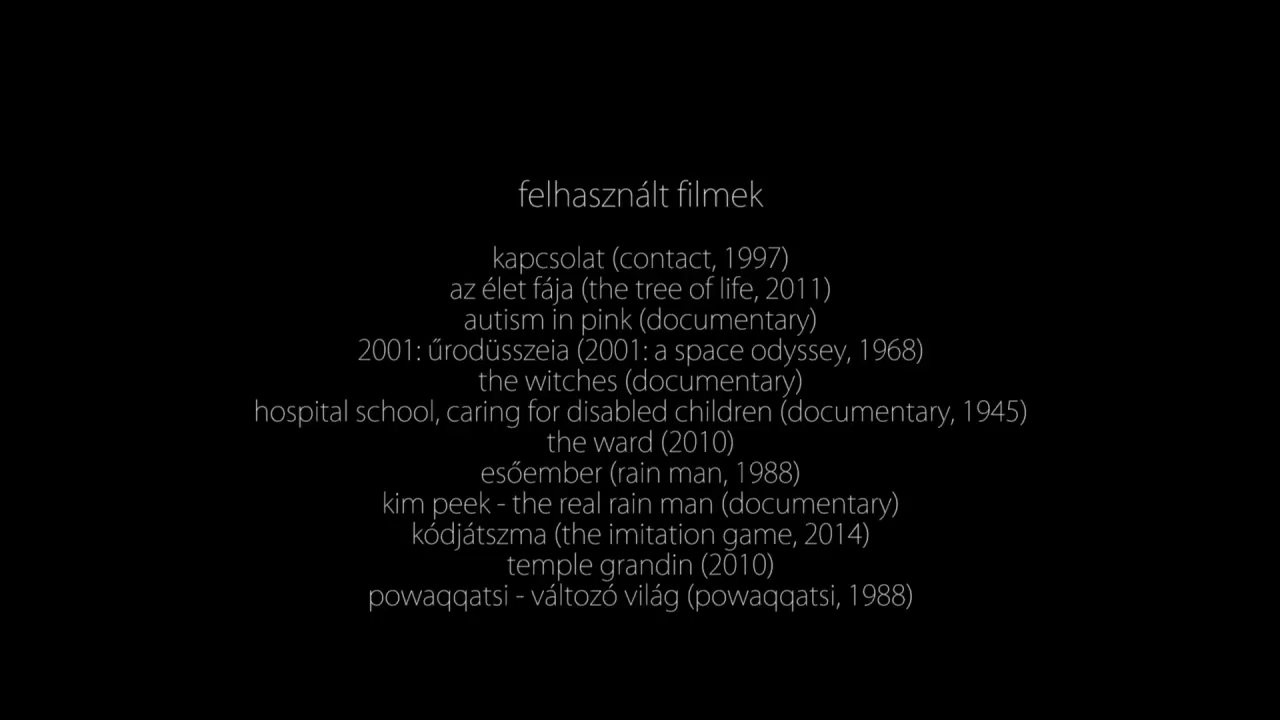 felhasznált filmek
kapcsolat (contact, 1997)
az élet fája (the tree of life, 2011)
autism in pink (documentary)
2001: űrodüsszeia (2001: a space odyssey, 1968)
the witches (documentary)
hospital school, caring for disabled children (documentary, 1945)
the ward (2010)
esőember (rain man, 1988)
kim peek - the real rain man (documentary)
kódjátszma (the imitation game, 2014)
temple grandin (2010)
powaqqatsi - változó világ (powaqqatsi, 1988)